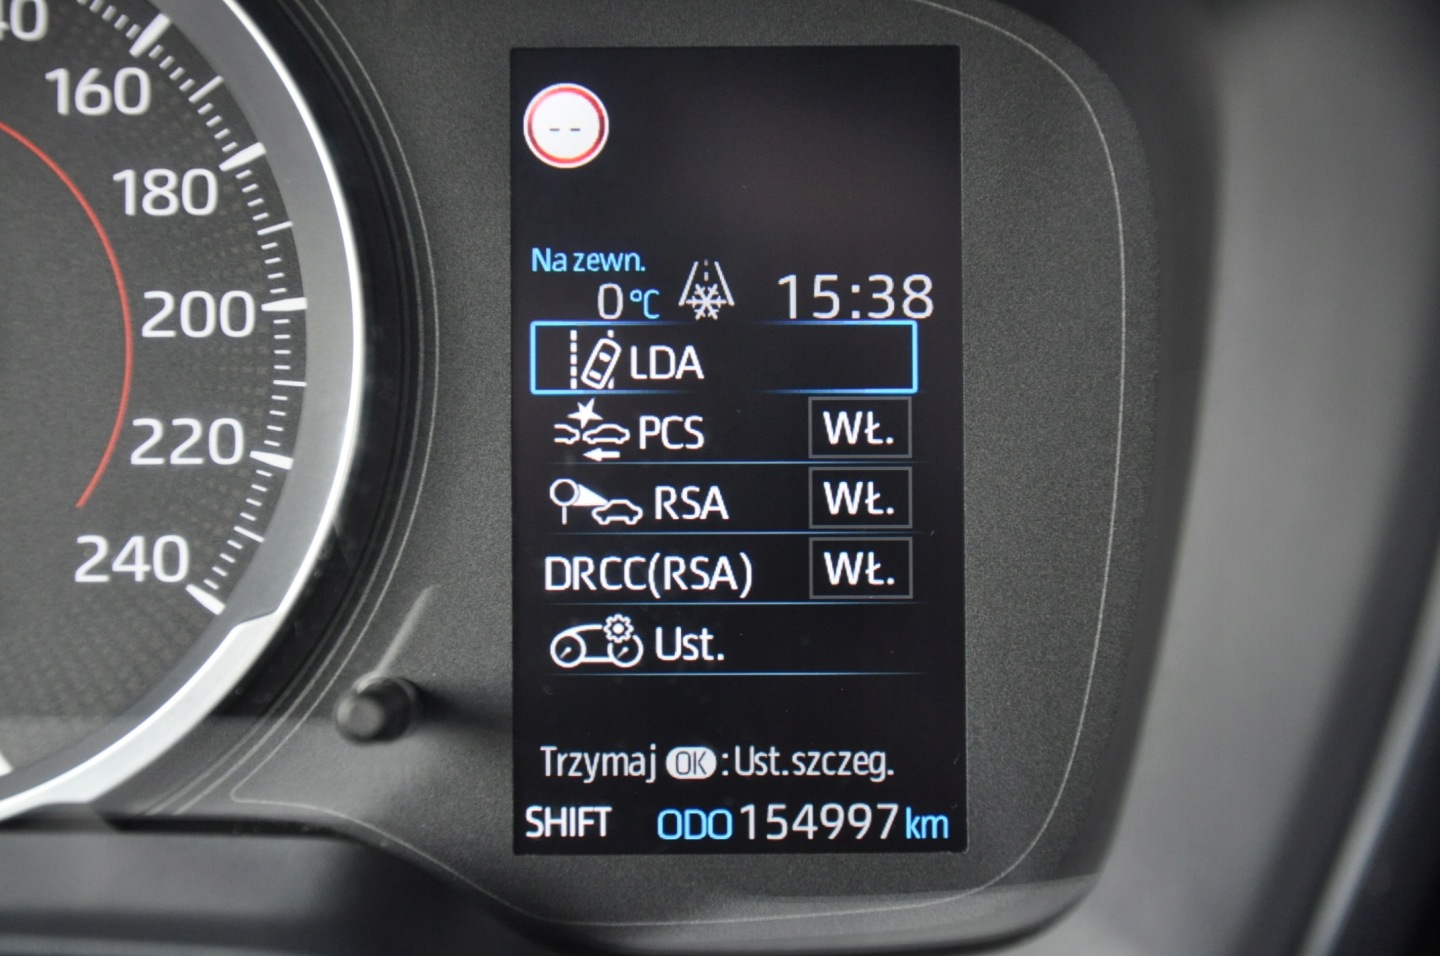 160
180
200
220
240
--
Na zewn.
0°C 15:38
LDA
PCS WŁ.
RSA WŁ.
DRCC(RSA) WŁ.
Ust.
Trzymaj OK : Ust. szczeg.
SHIFT ODO 154997 km